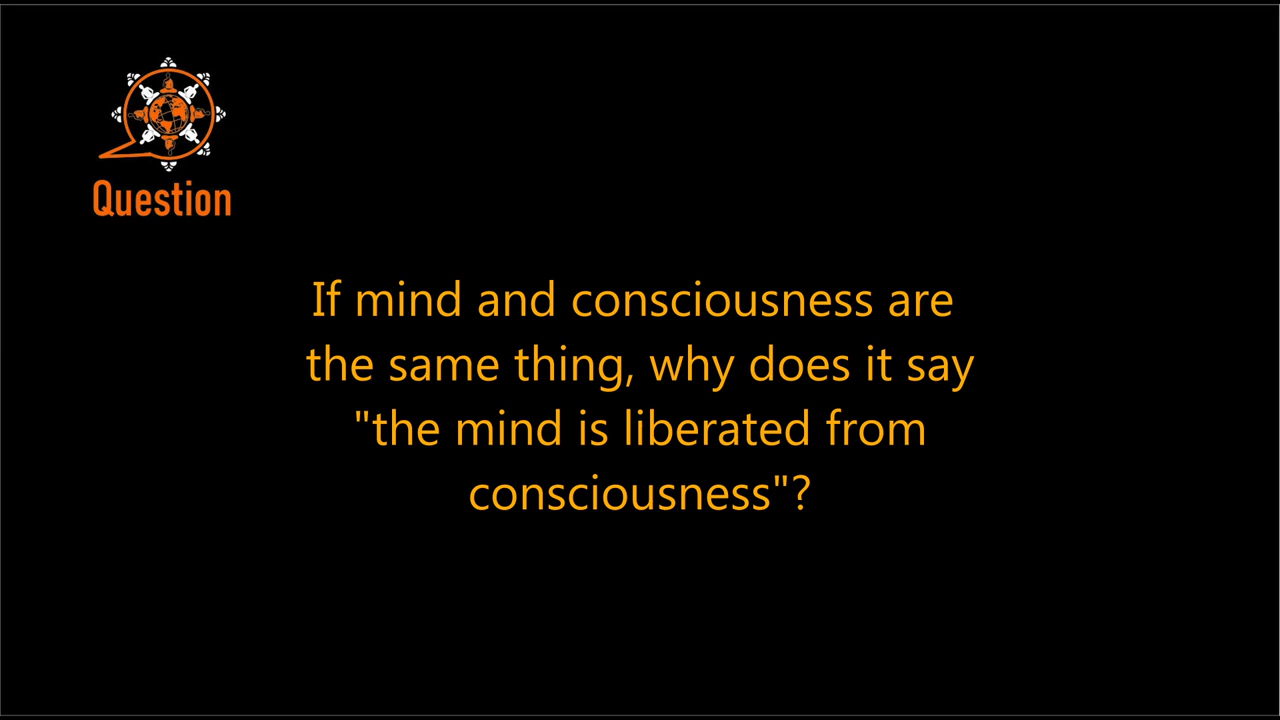 Question
If mind and consciousness are
the same thing, why does it say
"the mind is liberated from
consciousness"?